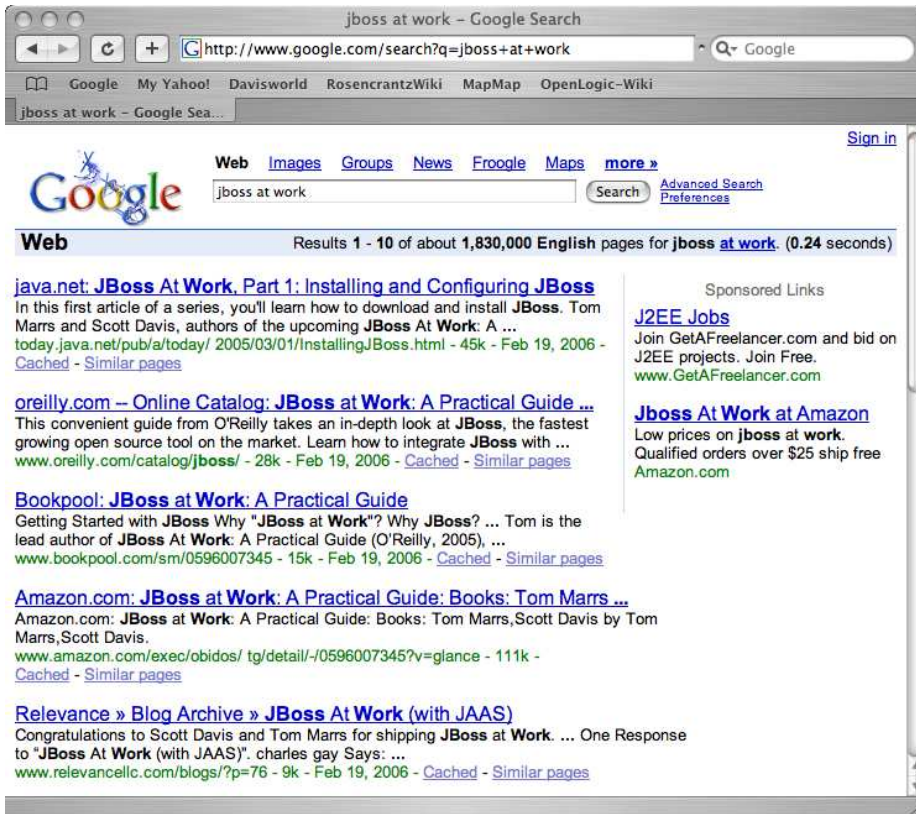 jboss at work – Google Search
http://www.google.com/search?q=jboss+at+work
Google
Google My Yahoo! Davisworld RosencrantzWiki MapMap OpenLogic-Wiki
jboss at work – Google Sea...
Sign in
Google
Web Images Groups News Froogle Maps more »
jboss at work
Search
Advanced Search
Preferences
Web
Results 1 - 10 of about 1,830,000 English pages for jboss at work. (0.24 seconds)
java.net: JBoss At Work, Part 1: Installing and Configuring JBoss
In this first article of a series, you'll learn how to download and install JBoss. Tom
Marrs and Scott Davis, authors of the upcoming JBoss At Work: A ...
today.java.net/pub/a/today/ 2005/03/01/InstallingJBoss.html - 45k - Feb 19, 2006 -
Cached - Similar pages
oreilly.com -- Online Catalog: JBoss at Work: A Practical Guide ...
This convenient guide from O'Reilly takes an in-depth look at JBoss, the fastest
growing open source tool on the market. Learn how to integrate JBoss with ...
www.oreilly.com/catalog/jboss/ - 28k - Feb 19, 2006 - Cached - Similar pages
Bookpool: JBoss at Work: A Practical Guide
Getting Started with JBoss Why "JBoss at Work"? Why JBoss? ... Tom is the
lead author of JBoss At Work: A Practical Guide (O'Reilly, 2005), ...
www.bookpool.com/sm/0596007345 - 15k - Feb 19, 2006 - Cached - Similar pages
Amazon.com: JBoss at Work: A Practical Guide: Books: Tom Marrs ...
Amazon.com: JBoss at Work: A Practical Guide: Books: Tom Marrs,Scott Davis by Tom
Marrs,Scott Davis.
www.amazon.com/exec/obidos/ tg/detail/-/0596007345?v=glance - 111k -
Cached - Similar pages
Relevance » Blog Archive » JBoss At Work (with JAAS)
Congratulations to Scott Davis and Tom Marrs for shipping JBoss at Work. ... One Response
to "JBoss At Work (with JAAS)". charles gay Says: ...
www.relevancellc.com/blogs/?p=76 - 9k - Feb 19, 2006 - Cached - Similar pages
Sponsored Links
J2EE Jobs
Join GetAFreelancer.com and bid on
J2EE projects. Join Free.
www.GetAFreelancer.com
Jboss At Work at Amazon
Low prices on jboss at work.
Qualified orders over $25 ship free
Amazon.com